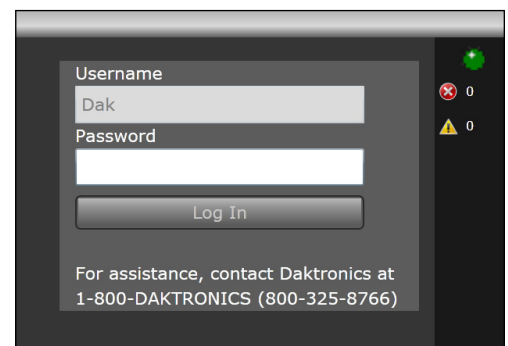 Username
Dak
Password
Log In
For assistance, contact Daktronics at
1-800-DAKTRONICS (800-325-8766)
0
0